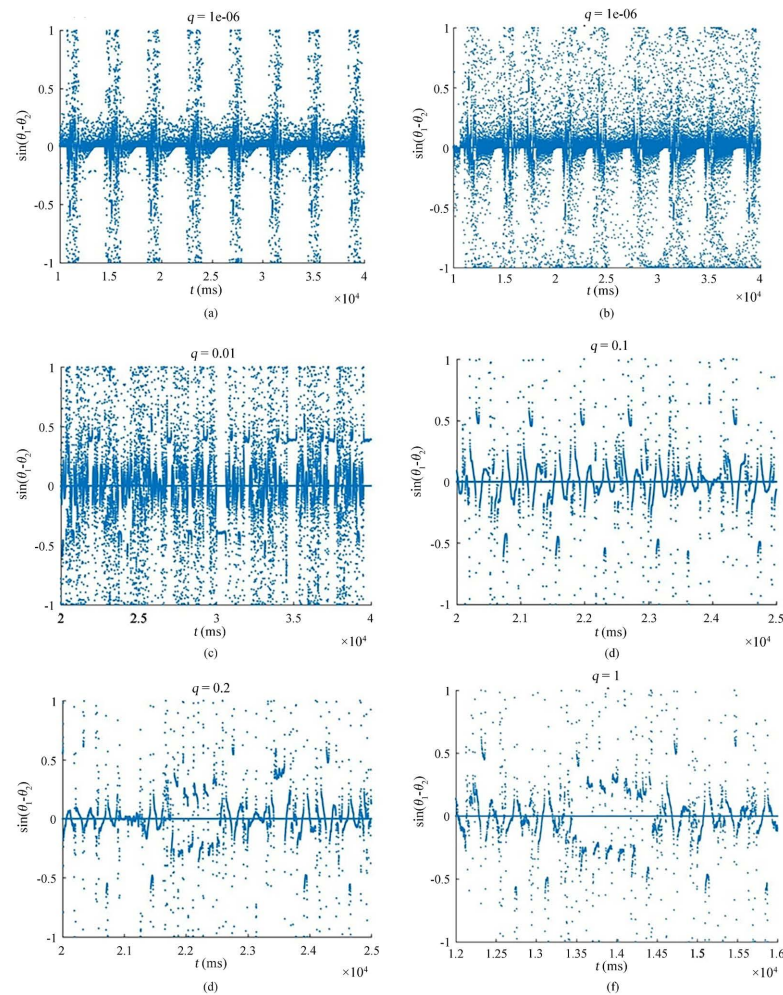 q = 1e-06
1
0.5
0
-0.5
-1
sin(θ1-θ2)
1 1.5 2 2.5 3 3.5 4
t (ms)
×10^4
(a)
q = 1e-06
1
0.5
0
-0.5
-1
sin(θ1-θ2)
1 1.5 2 2.5 3 3.5 4
t (ms)
×10^4
(b)
q = 0.01
1
0.5
0
-0.5
-1
sin(θ1-θ2)
2 2.5 3 3.5 4
t (ms)
×10^4
(c)
q = 0.1
1
0.5
0
-0.5
-1
sin(θ1-θ2)
2 2.1 2.2 2.3 2.4 2.5
t (ms)
×10^4
(d)
q = 0.2
1
0.5
0
-0.5
-1
sin(θ1-θ2)
2 2.1 2.2 2.3 2.4 2.5
t (ms)
×10^4
(d)
q = 1
1
0.5
0
-0.5
-1
sin(θ1-θ2)
1.2 1.25 1.3 1.35 1.4 1.45 1.5 1.55 1.6
t (ms)
×10^4
(f)